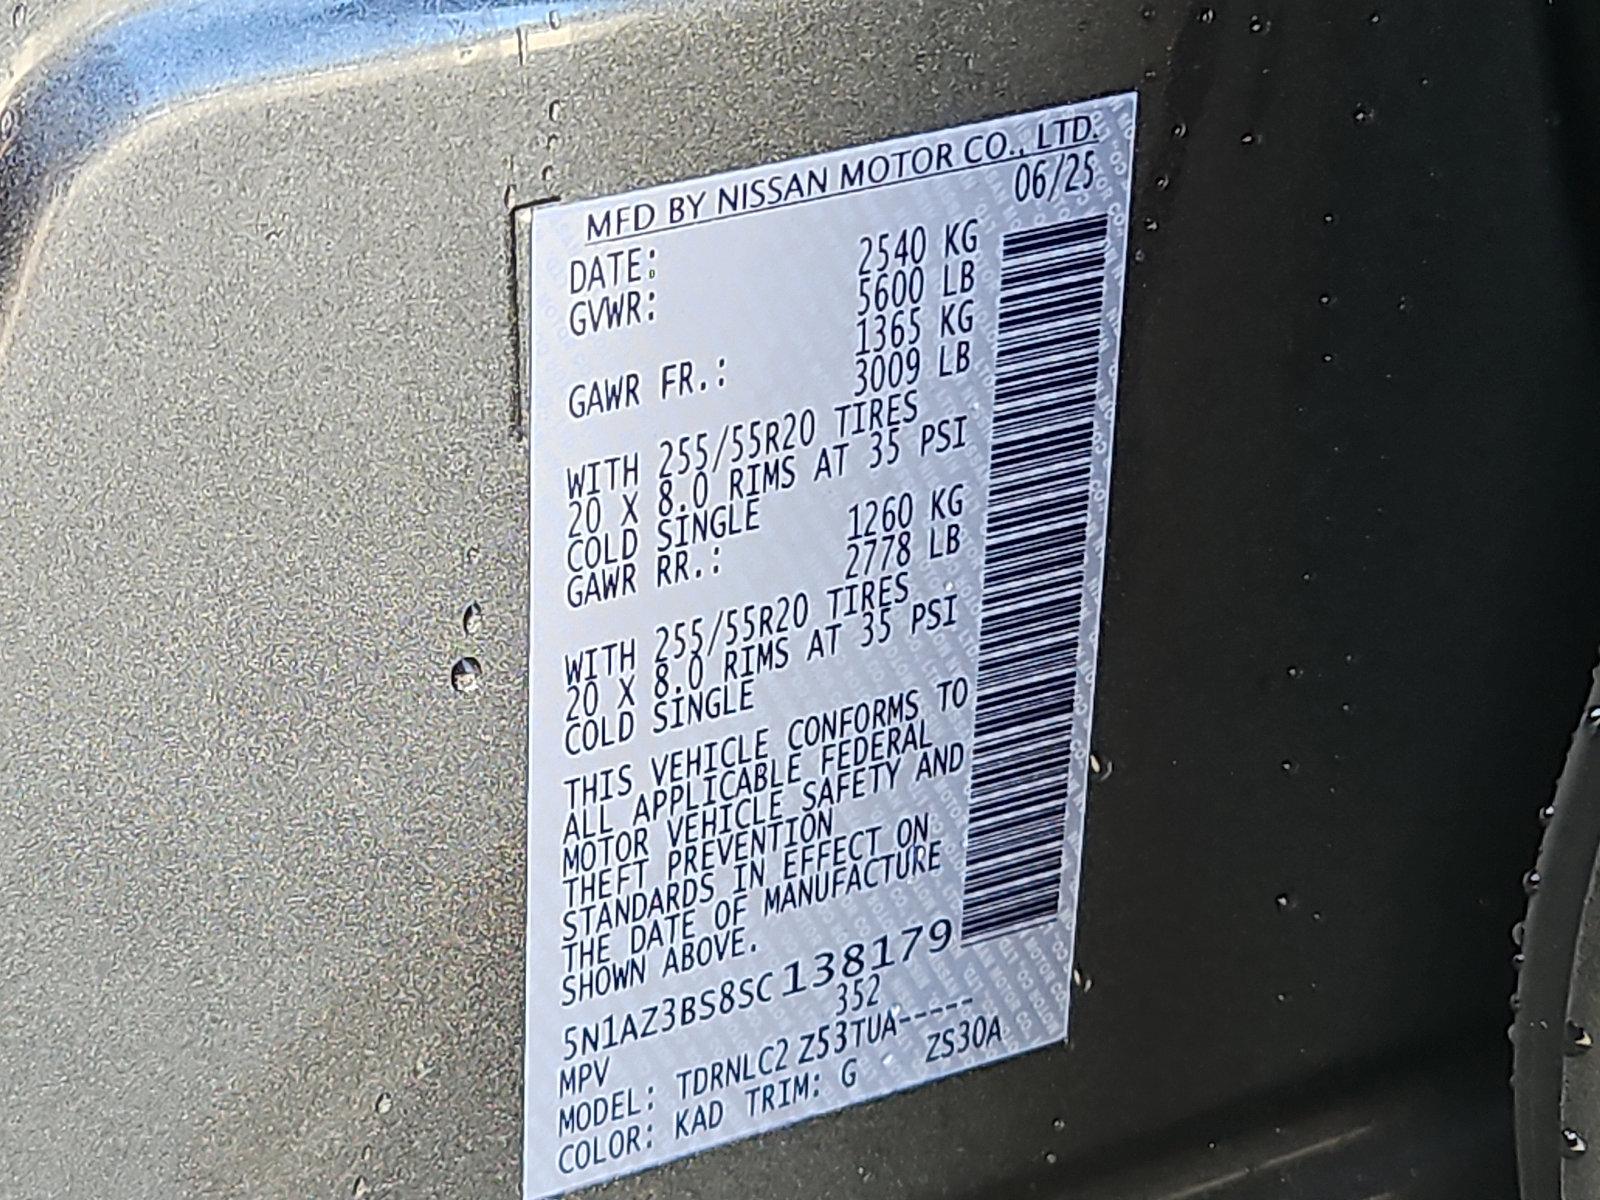 MFD BY NISSAN MOTOR CO., LTD.
DATE: 06/25
GVWR: 2540 KG
5600 LB
GAWR FR.: 1365 KG
3009 LB
WITH 255/55R20 TIRES
20 X 8.0 RIMS AT 35 PSI
COLD SINGLE
GAWR RR.: 1260 KG
2778 LB
WITH 255/55R20 TIRES
20 X 8.0 RIMS AT 35 PSI
COLD SINGLE
THIS VEHICLE CONFORMS TO
ALL APPLICABLE FEDERAL
MOTOR VEHICLE SAFETY AND
THEFT PREVENTION
STANDARDS IN EFFECT ON
THE DATE OF MANUFACTURE
SHOWN ABOVE.
5N1AZ3BS8SC138179
MPV 352
MODEL: TDRNLC2 Z53TUA-----
COLOR: KAD TRIM: G ZS30A